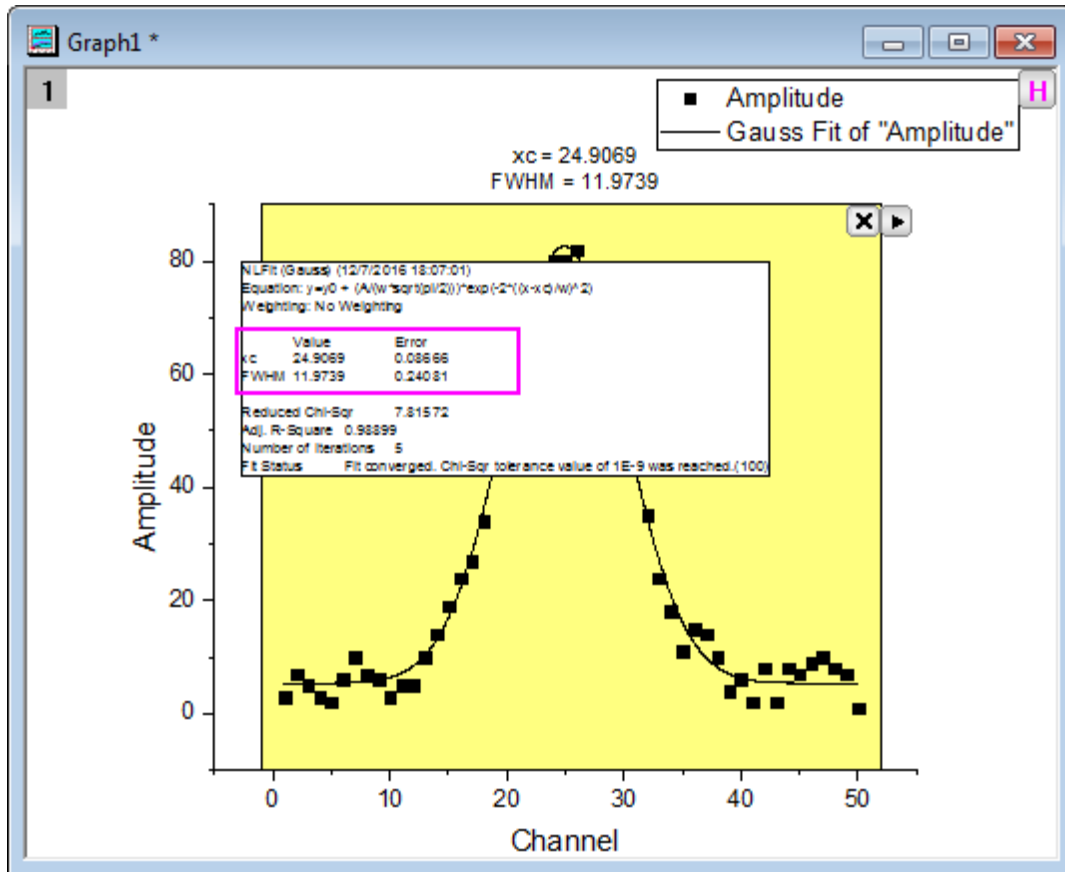 Graph1 *
1
H
Amplitude
Gauss Fit of "Amplitude"
xc = 24.9069
FWHM = 11.9739
NLFit (Gauss) (12/7/2016 18:07:01)
Equation: y=y0 + (A/(w*sqrt(pi/2)))*exp(-2*((x-xc)/w)^2)
Weighting: No Weighting
Value Error
xc 24.9069 0.08666
FWHM 11.9739 0.24081
Reduced Chi-Sqr 7.81572
Adj. R-Square 0.98899
Number of Iterations 5
Fit Status Fit converged. Chi-Sqr tolerance value of 1E-9 was reached.(100)
80
60
40
20
0
Amplitude
0 10 20 30 40 50
Channel